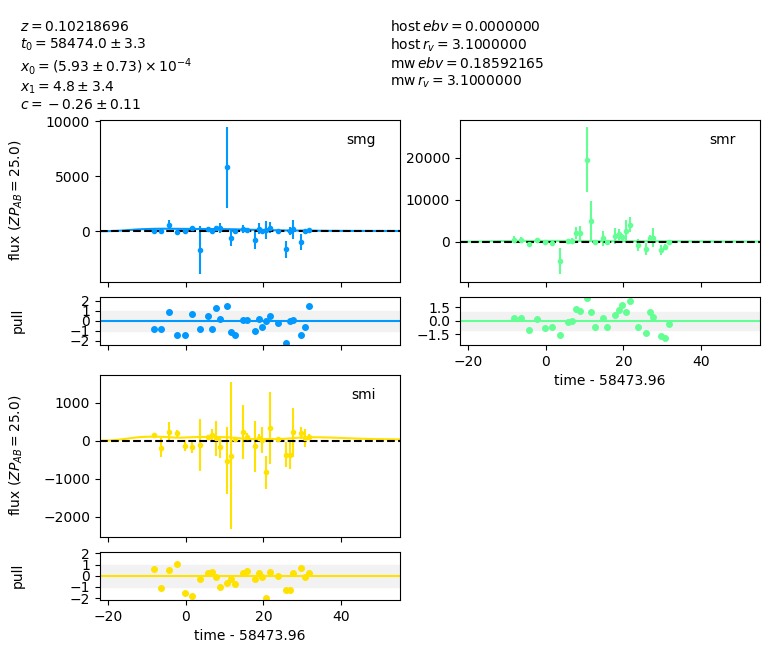 z = 0.10218696
t₀ = 58474.0 ± 3.3
x₀ = (5.93 ± 0.73) × 10⁻⁴
x₁ = 4.8 ± 3.4
c = −0.26 ± 0.11
host ebv = 0.0000000
host r_v = 3.1000000
mw ebv = 0.18592165
mw r_v = 3.1000000
smg
flux (ZP_AB = 25.0)
10000
5000
0
smr
20000
10000
0
pull
2
1
0
−1
−2
1.5
0.0
−1.5
−20
0
20
40
time - 58473.96
smi
flux (ZP_AB = 25.0)
1000
0
−1000
−2000
pull
2
1
0
−1
−2
−20
0
20
40
time - 58473.96